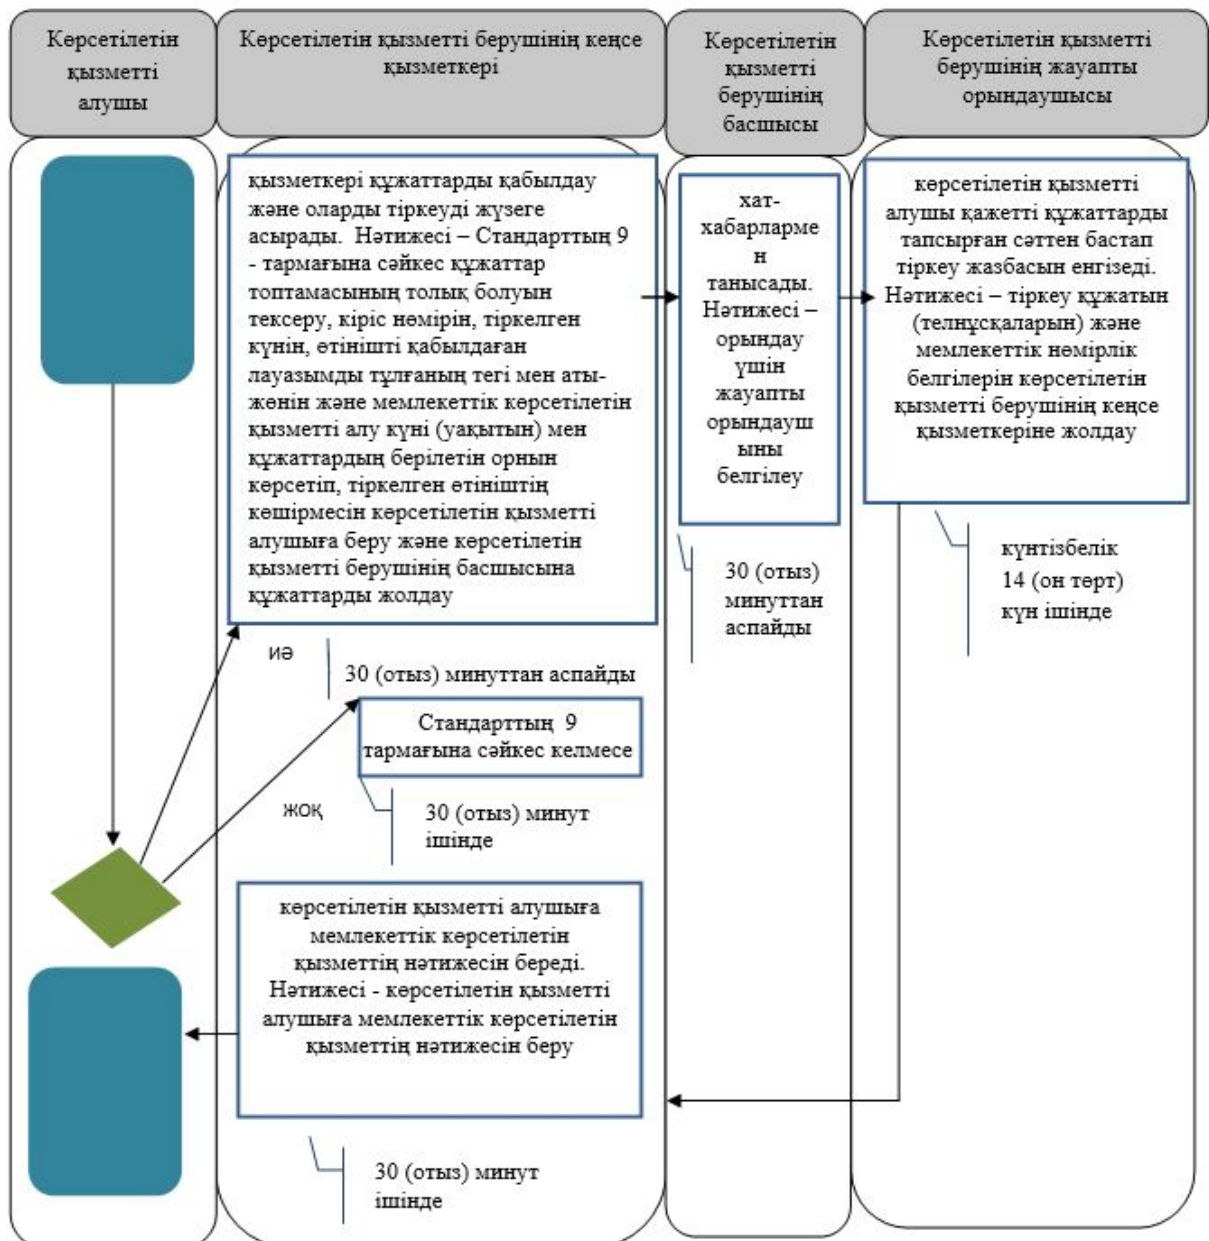 Көрсетілетін
қызметті
алушы
Көрсетілетін қызметті берушінің кеңсе
қызметкері
Көрсетілетін
қызметті
берушінің
басшысы
Көрсетілетін қызметті
берушінің жауапты
орындаушысы
қызметкері құжаттарды қабылдау
және оларды тіркеуді жүзеге
асырады. Нәтижесі – Стандарттың 9
- тармағына сәйкес құжаттар
топтамасының толық болуын
тексеру, кіріс нөмірін, тіркелген
күнін, өтінішті қабылдаған
лауазымды тұлғаның тегі мен аты-
жөнін және мемлекеттік көрсетілетін
қызметті алу күні (уақытын) мен
құжаттардың берілетін орнын
көрсетіп, тіркелген өтініштің
көшірмесін көрсетілетін қызметті
алушыға беру және көрсетілетін
қызметті берушінің басшысына
құжаттарды жолдау
хат-
хабарларме
н
танысады.
Нәтижесі –
орындау
үшін
жауапты
орындауш
ыны
белгілеу
көрсетілетін қызметті
алушы қажетті құжаттарды
тапсырған сәттен бастап
тіркеу жазбасын енгізеді.
Нәтижесі – тіркеу құжатын
(телнұсқаларын) және
мемлекеттік нөмірлік
белгілерін көрсетілетін
қызметті берушінің кеңсе
қызметкеріне жолдау
30 (отыз)
минуттан
аспайды
күнтізбелік
14 (он төрт)
күн ішінде
иә
30 (отыз) минуттан аспайды
Стандарттың 9
тармағына сәйкес келмесе
жоқ
30 (отыз) минут
ішінде
көрсетілетін қызметті алушыға
мемлекеттік көрсетілетін
қызметтің нәтижесін береді.
Нәтижесі - көрсетілетін қызметті
алушыға мемлекеттік көрсетілетін
қызметтің нәтижесін беру
30 (отыз) минут
ішінде